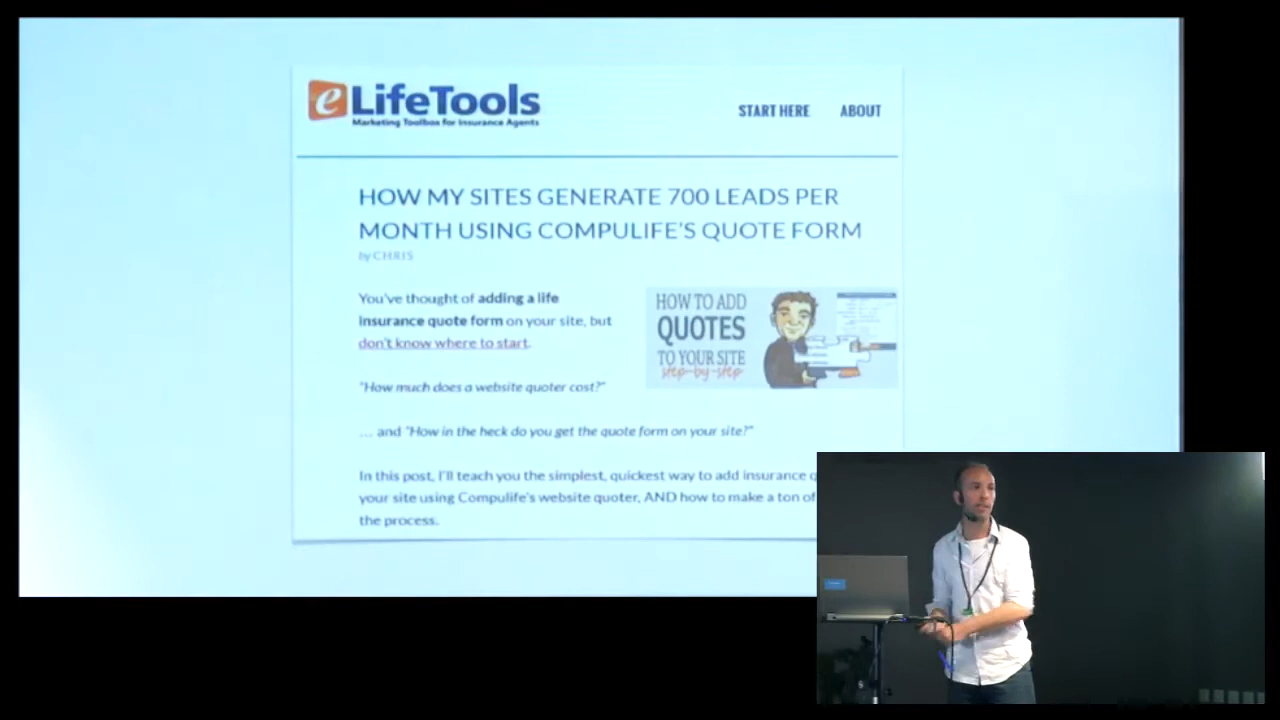 e LifeTools
Marketing Toolbox for Insurance Agents
START HERE ABOUT
HOW MY SITES GENERATE 700 LEADS PER
MONTH USING COMPULIFE'S QUOTE FORM
by CHRIS
You've thought of adding a life
insurance quote form on your site, but
don't know where to start.
HOW TO ADD
QUOTES
TO YOUR SITE
step-by-step
"How much does a website quoter cost?"
… and "How in the heck do you get the quote form on your site?"
In this post, I'll teach you the simplest, quickest way to add insurance q
your site using Compulife's website quoter, AND how to make a ton of
the process.